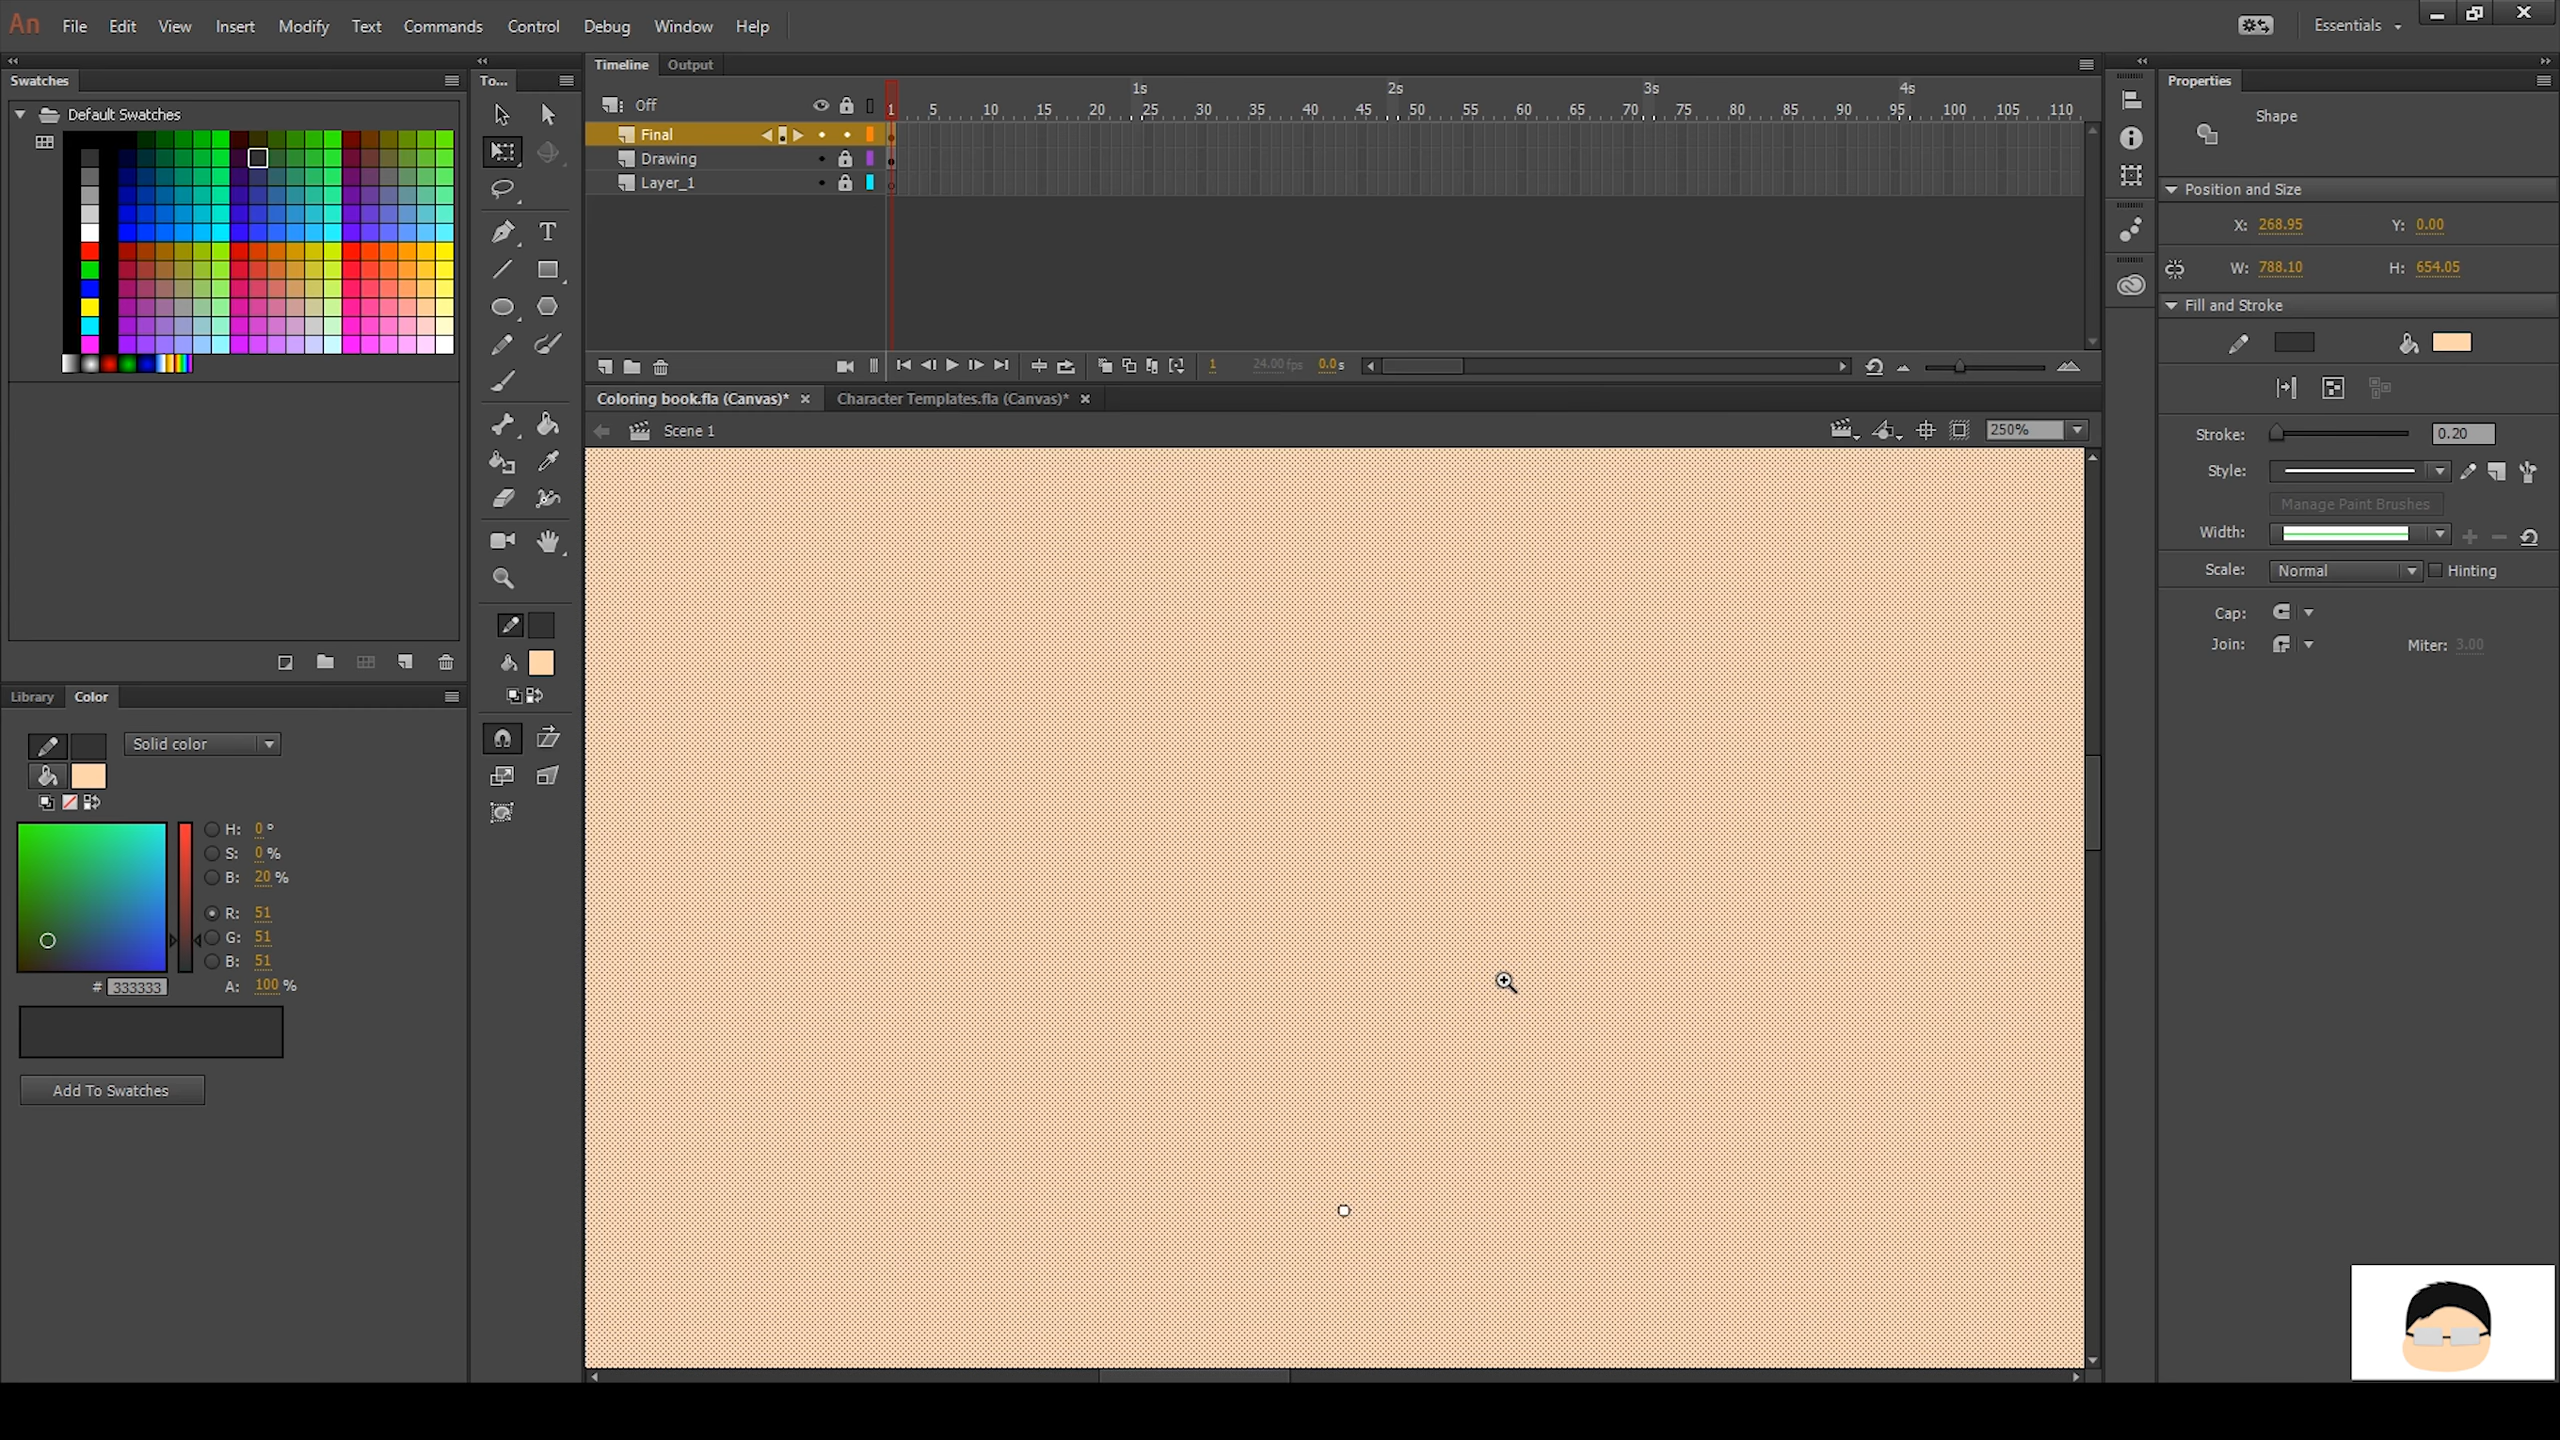 An File Edit View Insert Modify Text Commands Control Debug Window Help Essentials
Swatches
Default Swatches
To...
Timeline Output
1s 2s 3s 4s
Off
1 5 10 15 20 25 30 35 40 45 50 55 60 65 70 75 80 85 90 95 100 105 110
Final
Drawing
Layer_1
1 24.00 fps 0.0 s
Coloring book.fla (Canvas)* Character Templates.fla (Canvas)*
Scene 1
250%
Library Color
Solid color
H: 0 °
S: 0 %
B: 20 %
R: 51
G: 51
B: 51
# 333333 A: 100 %
Add To Swatches
Properties
Shape
Position and Size
X: 268.95 Y: 0.00
W: 788.10 H: 654.05
Fill and Stroke
Stroke: 0.20
Style:
Manage Paint Brushes
Width:
Scale: Normal Hinting
Cap:
Join: Miter: 3.00